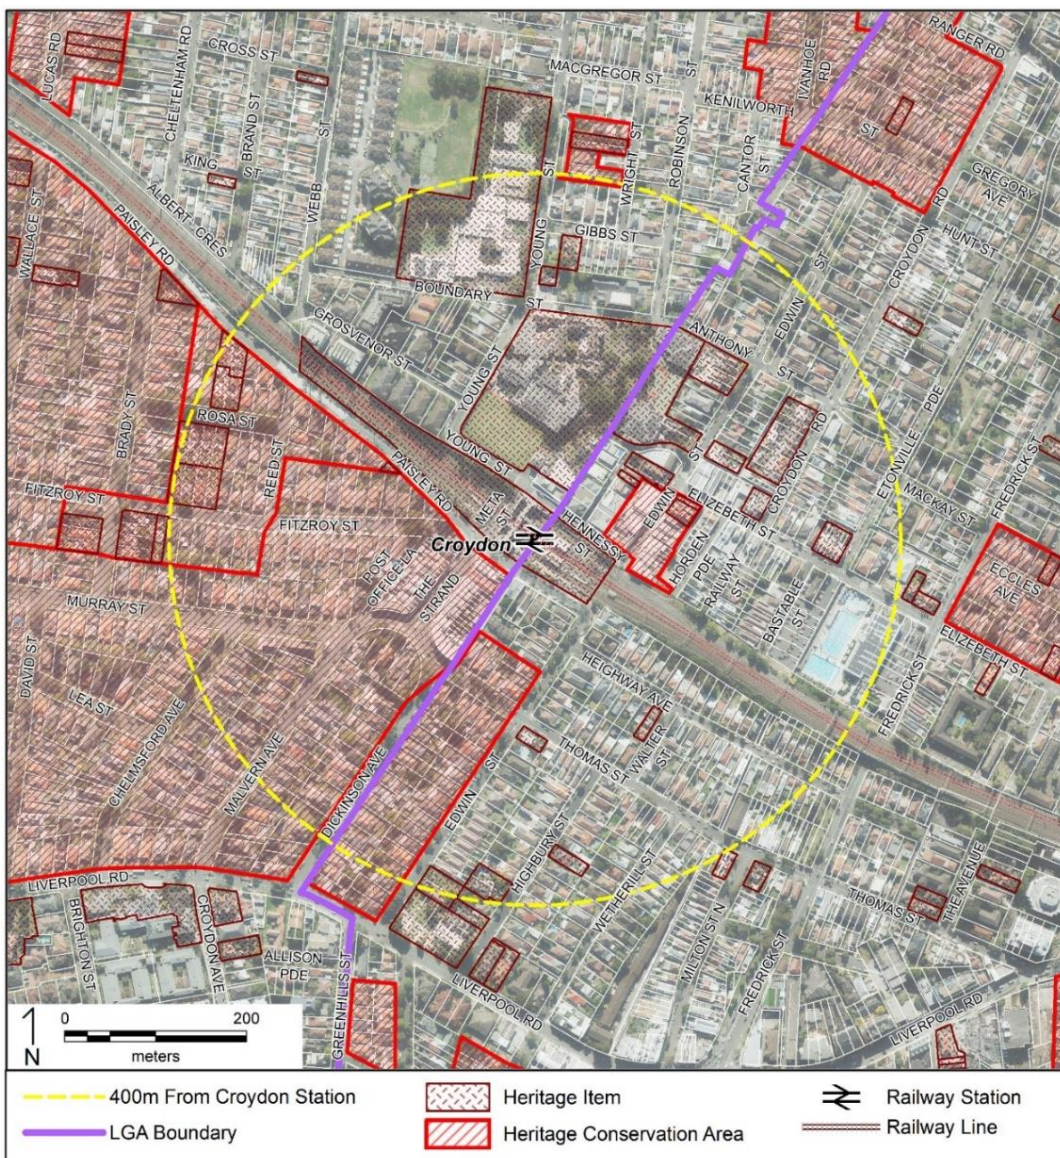 RANGER RD
LUCAS RD
CROSS ST
CHELTENHAM RD
BRAND ST
WEBB ST
MACGREGOR ST
IVANHOE RD
KENILWORTH ST
KING ST
YOUNG ST
WRIGHT ST
ROBINSON ST
CANTOR ST
GREGORY AVE
WALLACE ST
ALBERT CRES
PAISLEY RD
GIBBS ST
CROYDON RD
HUNT ST
BOUNDARY ST
EDWIN ST
GROSVENOR ST
YOUNG ST
ANTHONY ST
BRADY ST
ROSA ST
REED ST
YOUNG ST
PAISLEY RD
CROYDON RD
ETONVILLE PDE
FREDRICK ST
FITZROY ST
FITZROY ST
META ST
HENNESSY ST
EDWIN ST
ELIZEBETH ST
MACKAY ST
Croydon
POST OFFICE LA
THE STRAND
HORDEN PDE
RAILWAY ST
BASTABLE ST
ECCLES AVE
MURRAY ST
DAVID ST
LEA ST
CHELMSFORD AVE
MALVERN AVE
DICKINSON AVE
EDWIN ST
HEIGHWAY AVE
THOMAS ST
WALTER ST
FREDRICK ST
ELIZEBETH ST
LIVERPOOL RD
BRIGHTON ST
CROYDON AVE
ALLISON PDE
GREENHILLS ST
HIGHBURY ST
WETHERILL ST
MILTON ST N
FREDRICK ST
THOMAS ST
THE AVENUE
LIVERPOOL RD
LIVERPOOL RD
0 200
meters
N
400m From Croydon Station
LGA Boundary
Heritage Item
Heritage Conservation Area
Railway Station
Railway Line